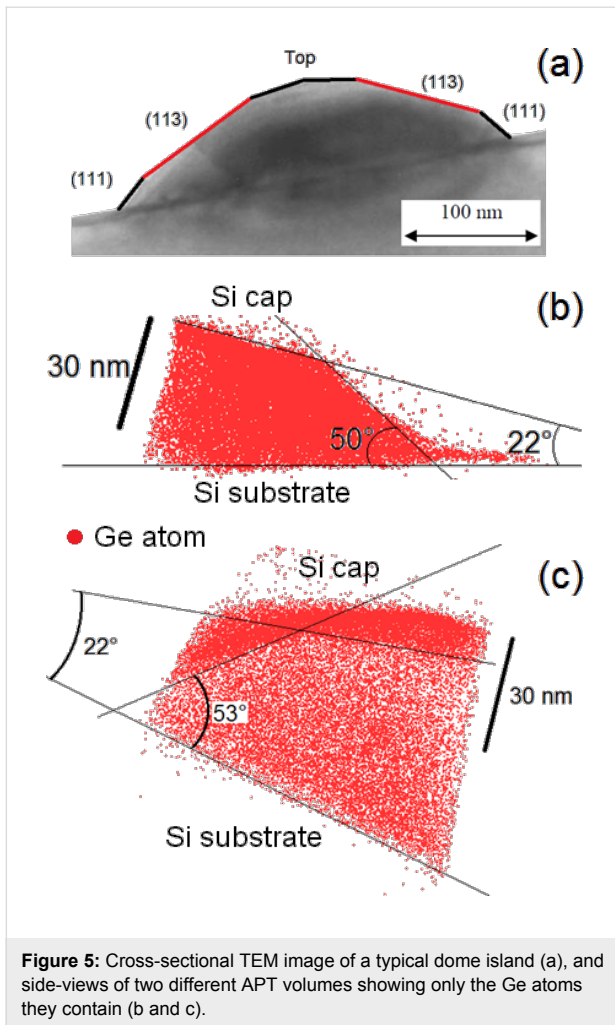 (a)
Top
(113)
(113)
(111)
(111)
100 nm
(b)
Si cap
30 nm
50°
22°
Si substrate
Ge atom
(c)
Si cap
22°
53°
30 nm
Si substrate
Figure 5: Cross-sectional TEM image of a typical dome island (a), and
side-views of two different APT volumes showing only the Ge atoms
they contain (b and c).